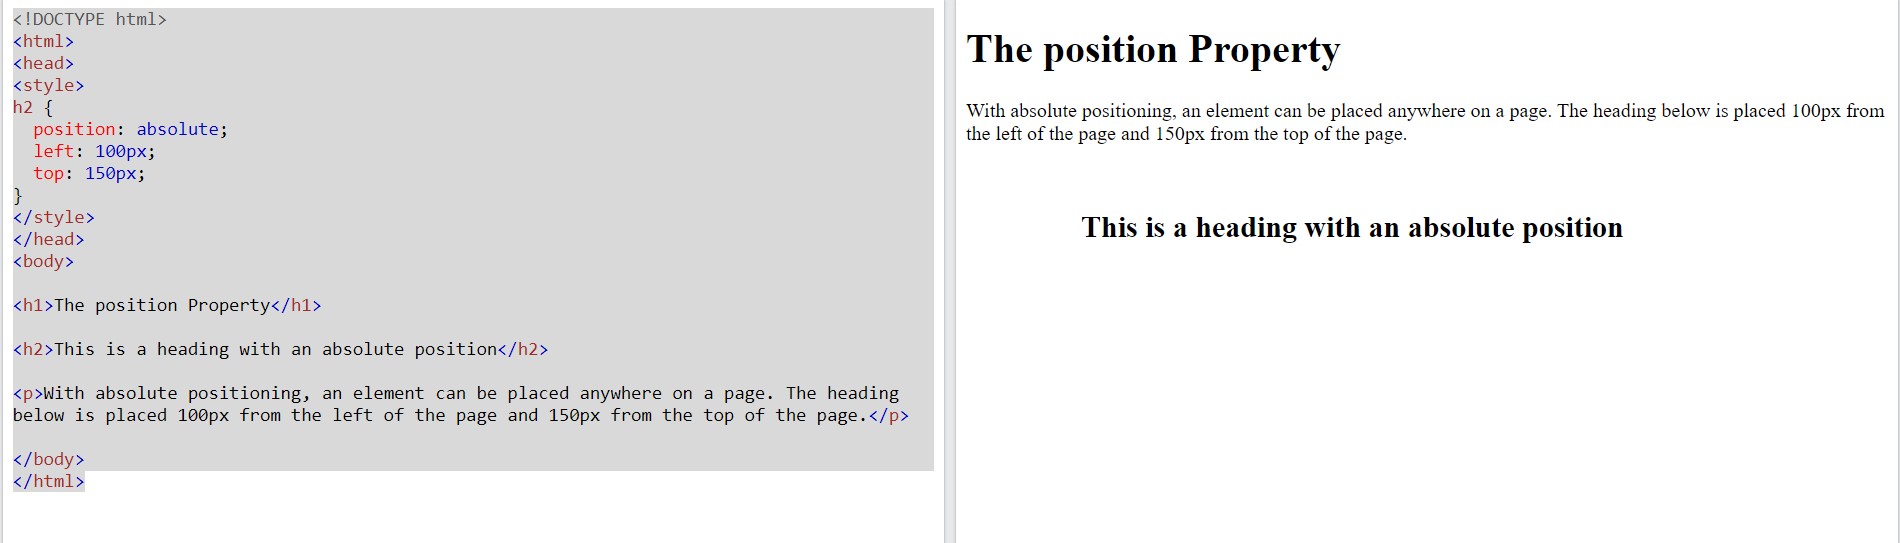 <!DOCTYPE html>
<html>
<head>
<style>
h2 {
  position: absolute;
  left: 100px;
  top: 150px;
}
</style>
</head>
<body>

<h1>The position Property</h1>

<h2>This is a heading with an absolute position</h2>

<p>With absolute positioning, an element can be placed anywhere on a page. The heading
below is placed 100px from the left of the page and 150px from the top of the page.</p>

</body>
</html>
The position Property
With absolute positioning, an element can be placed anywhere on a page. The heading below is placed 100px from
the left of the page and 150px from the top of the page.
This is a heading with an absolute position